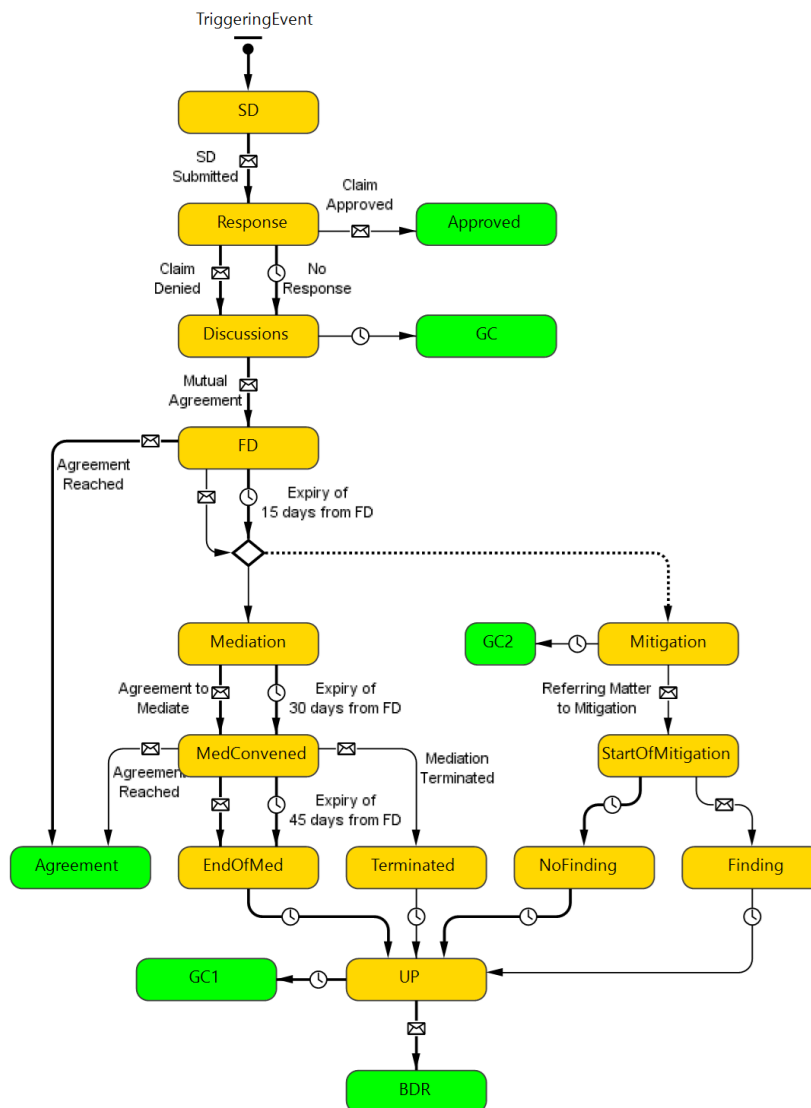 TriggeringEvent
SD
SD
Submitted
Claim
Approved
Response
Approved
Claim
Denied
No
Response
Discussions
GC
Mutual
Agreement
FD
Agreement
Reached
Expiry of
15 days from FD
Mediation
GC2
Mitigation
Agreement to
Mediate
Expiry of
30 days from FD
Referring Matter
to Mitigation
MedConvened
StartOfMitigation
Agreement
Reached
Mediation
Terminated
Expiry of
45 days from FD
Agreement
EndOfMed
Terminated
NoFinding
Finding
GC1
UP
BDR